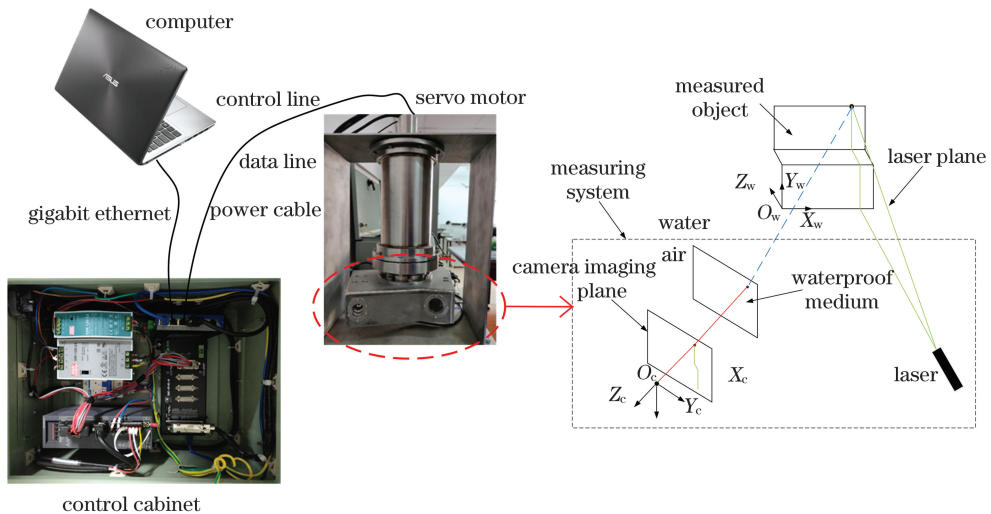 computer
ASUS
control line
data line
power cable
gigabit ethernet
servo motor
control cabinet
measuring
system
water
air
camera imaging
plane
waterproof
medium
measured
object
laser plane
laser
Zw
Yw
Ow
Xw
Oc
Xc
Zc
Yc